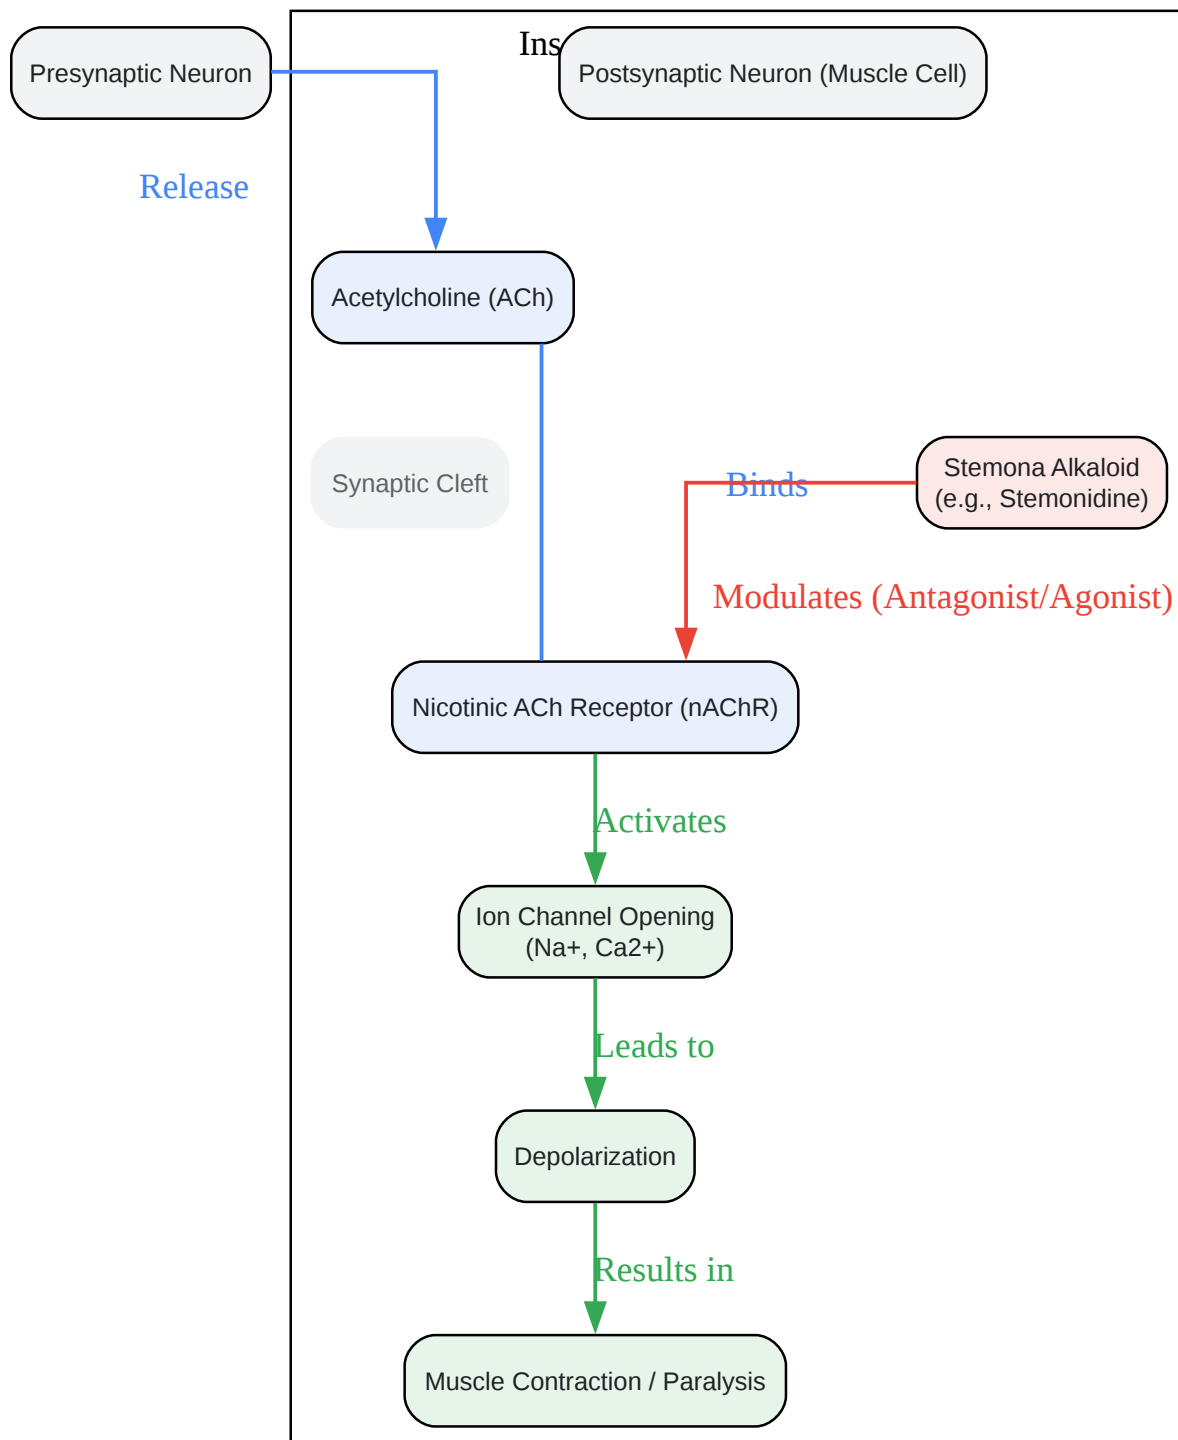 Ins
Presynaptic Neuron
Postsynaptic Neuron (Muscle Cell)
Release
Acetylcholine (ACh)
Synaptic Cleft
Binds
Stemona Alkaloid
(e.g., Stemonidine)
Modulates (Antagonist/Agonist)
Nicotinic ACh Receptor (nAChR)
Activates
Ion Channel Opening
(Na+, Ca2+)
Leads to
Depolarization
Results in
Muscle Contraction / Paralysis